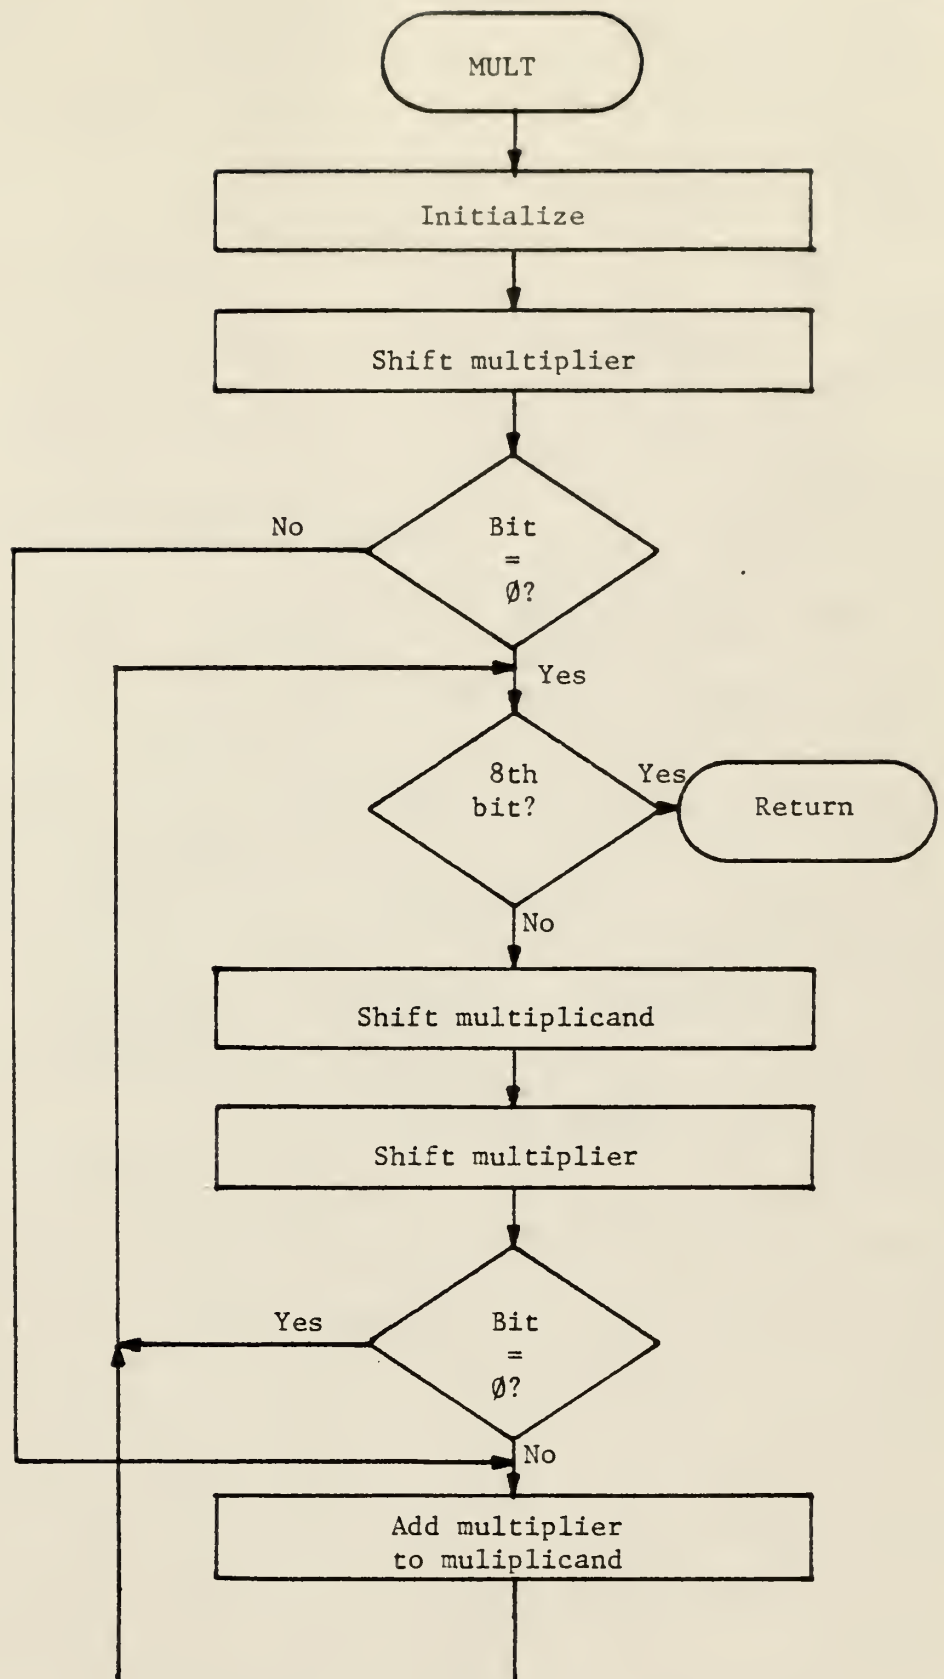 MULT
Initialize
Shift multiplier
No
Bit
=
Ø?
Yes
8th
bit?
Yes
Return
No
Shift multiplicand
Shift multiplier
Yes
Bit
=
Ø?
No
Add multiplier
to muliplicand